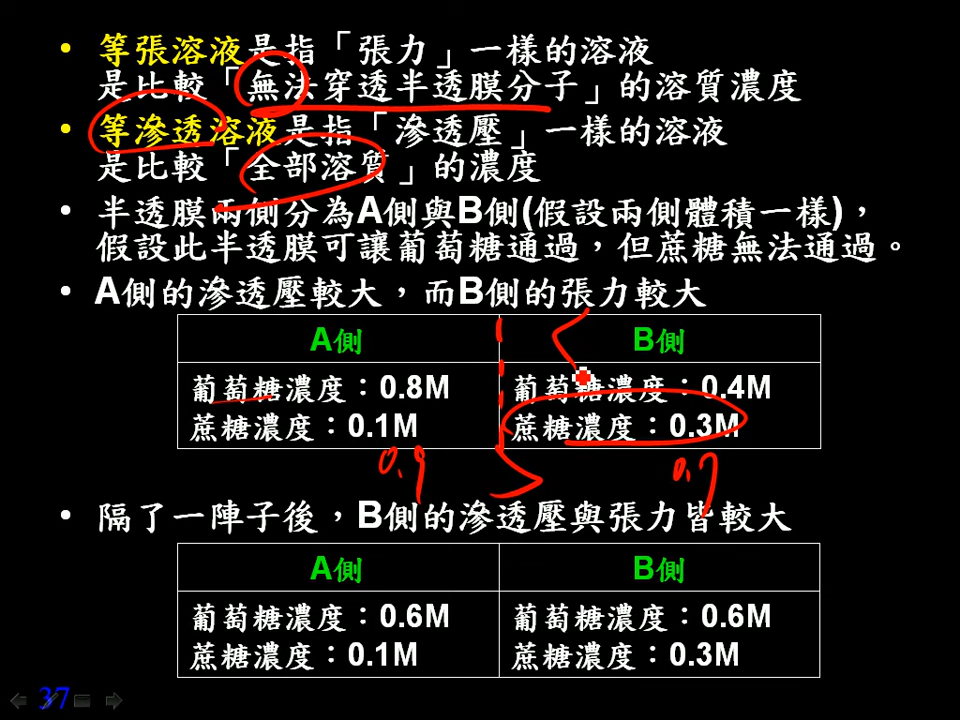 • 等張溶液是指「張力」一樣的溶液
是比較「無法穿透半透膜分子」的溶質濃度
• 等滲透溶液是指「滲透壓」一樣的溶液
是比較「全部溶質」的濃度
• 半透膜兩側分為A側與B側(假設兩側體積一樣)，
假設此半透膜可讓葡萄糖通過，但蔗糖無法通過。
• A側的滲透壓較大，而B側的張力較大
A側 B側
葡萄糖濃度：0.8M 葡萄糖濃度：0.4M
蔗糖濃度：0.1M 蔗糖濃度：0.3M
0.9 0.7
• 隔了一陣子後，B側的滲透壓與張力皆較大
A側 B側
葡萄糖濃度：0.6M 葡萄糖濃度：0.6M
蔗糖濃度：0.1M 蔗糖濃度：0.3M
37